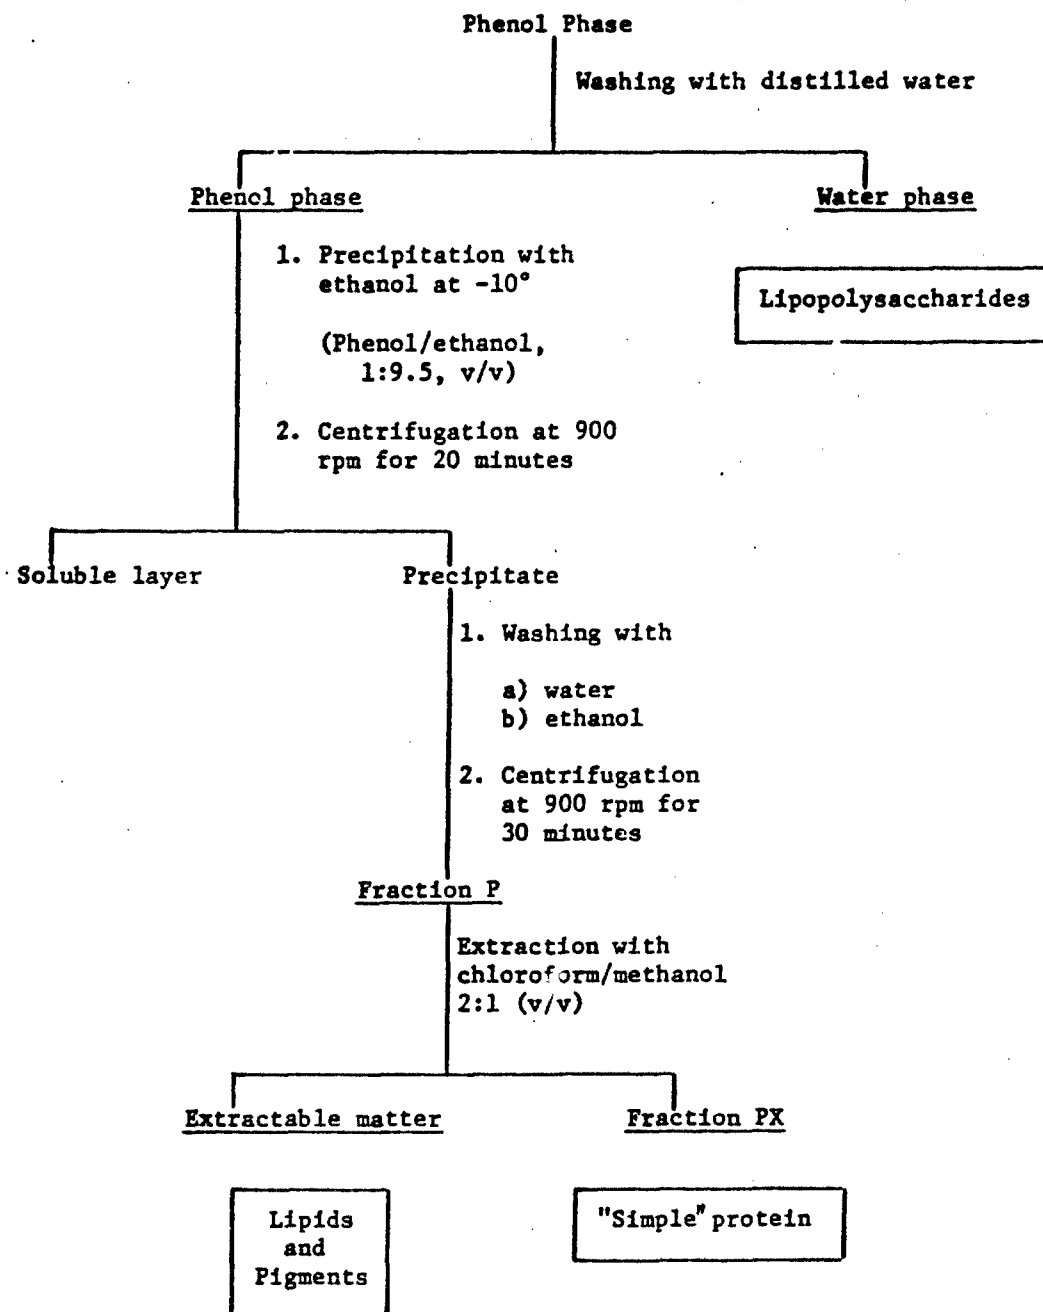 Phenol Phase
Washing with distilled water
Phenol phase
Water phase
1. Precipitation with
ethanol at -10°
(Phenol/ethanol,
1:9.5, v/v)
2. Centrifugation at 900
rpm for 20 minutes
Lipopolysaccharides
Soluble layer
Precipitate
1. Washing with
a) water
b) ethanol
2. Centrifugation
at 900 rpm for
30 minutes
Fraction P
Extraction with
chloroform/methanol
2:1 (v/v)
Extractable matter
Fraction PX
Lipids
and
Pigments
"Simple" protein